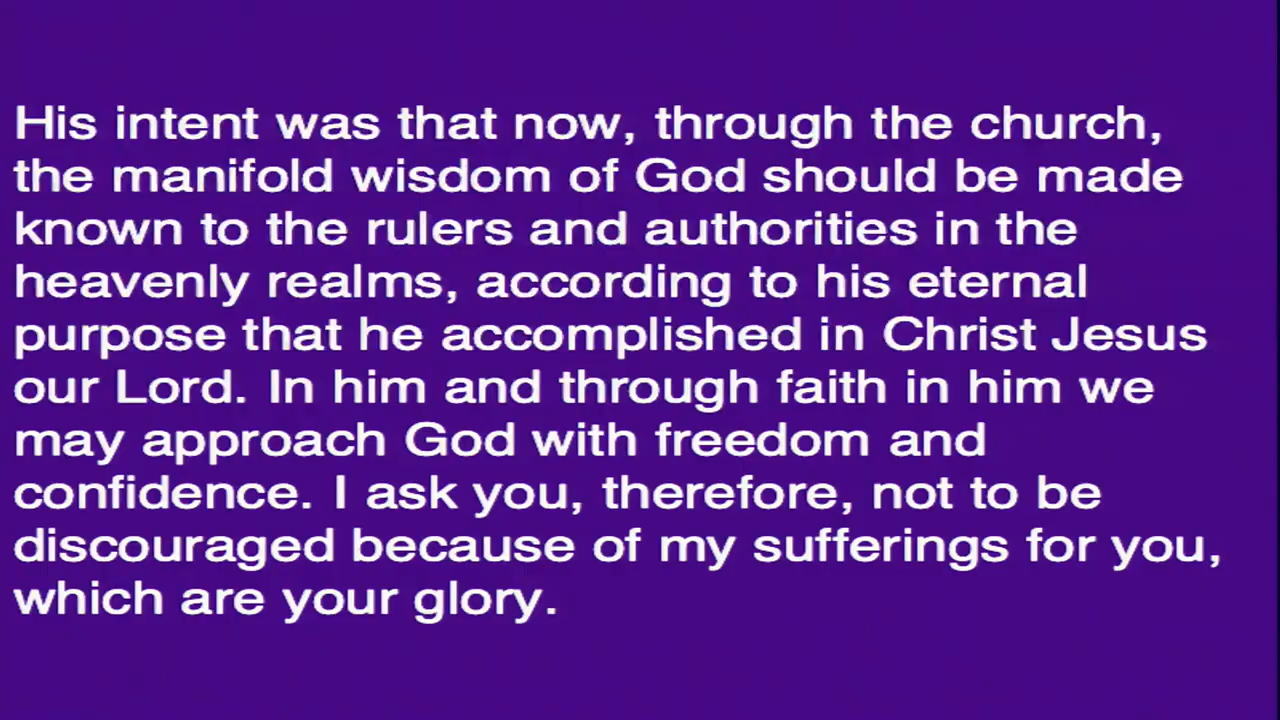 His intent was that now, through the church,
the manifold wisdom of God should be made
known to the rulers and authorities in the
heavenly realms, according to his eternal
purpose that he accomplished in Christ Jesus
our Lord. In him and through faith in him we
may approach God with freedom and
confidence. I ask you, therefore, not to be
discouraged because of my sufferings for you,
which are your glory.